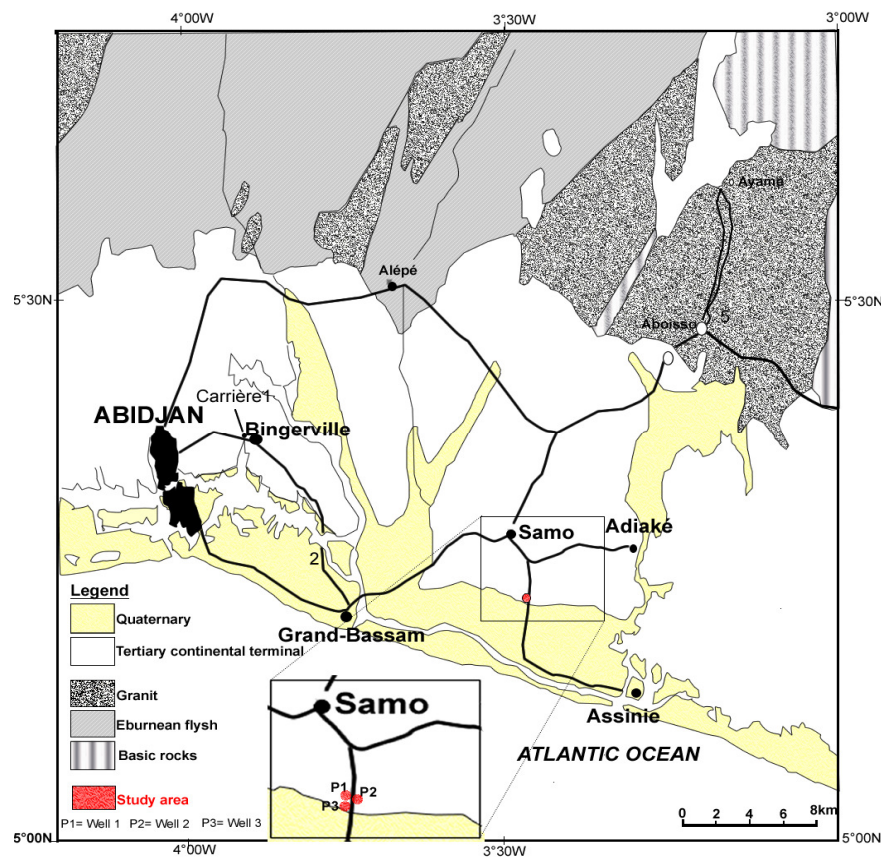 4°00W
3°30W
3°00W
Ayama
Alépé
5°30N
5°30N
Aboisso
5
Carrière1
ABIDJAN
Bingerville
Samo
Adiaké
2
Legend
Quaternary
Grand-Bassam
Tertiary continental terminal
Granit
Samo
Assinie
Eburnean flysh
ATLANTIC OCEAN
Basic rocks
P1
P2
Study area
P3
0 2 4 6 8km
P1= Well 1 P2= Well 2 P3= Well 3
5°00N
5°00N
4°00W
3°30W